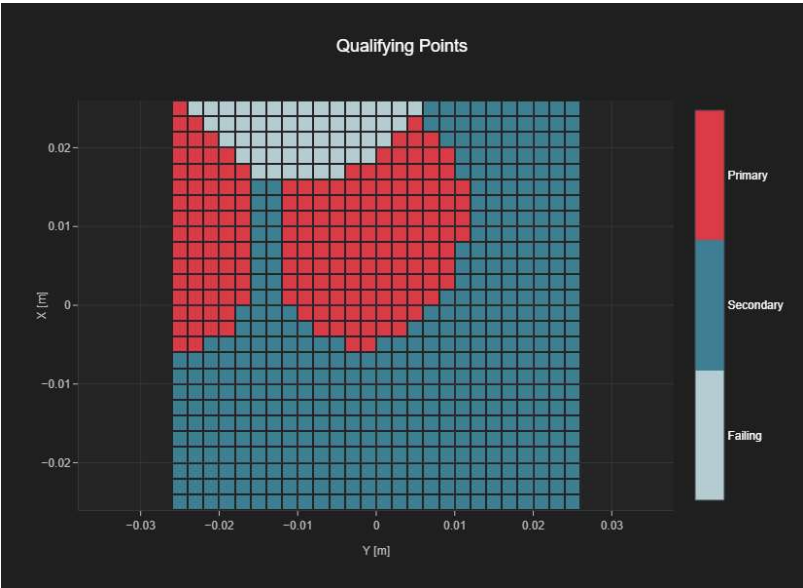 Qualifying Points
0.02
0.01
0
−0.01
−0.02
X [m]
−0.03
−0.02
−0.01
0
0.01
0.02
0.03
Y [m]
Primary
Secondary
Failing